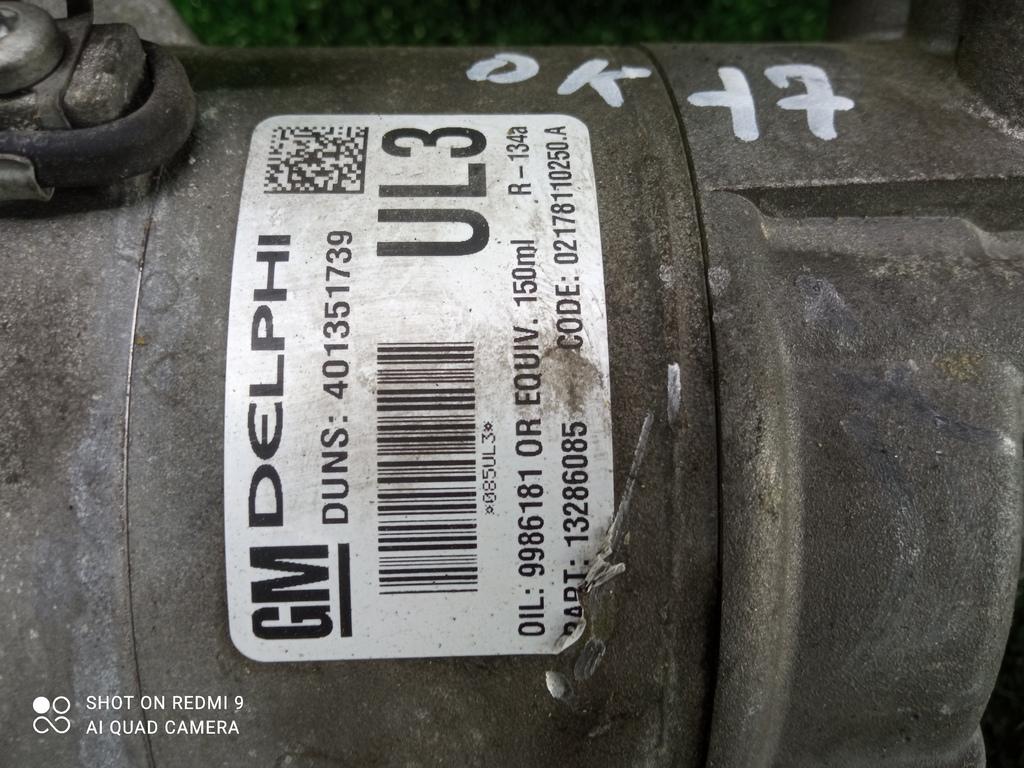 OK T7
GM DELPHI
DUNS: 401351739
UL3
*085UL3*
OIL: 9986181 OR EQUIV. 150ml R-134a
PART: 13286085 CODE: 02178110250.A
SHOT ON REDMI 9
AI QUAD CAMERA